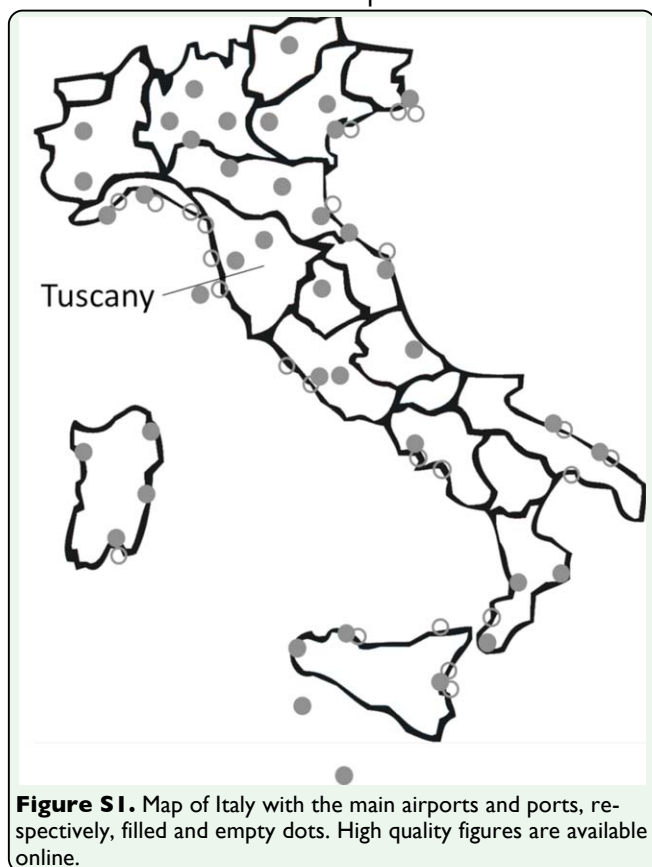 Tuscany
Figure S1. Map of Italy with the main airports and ports, re-
spectively, filled and empty dots. High quality figures are available
online.